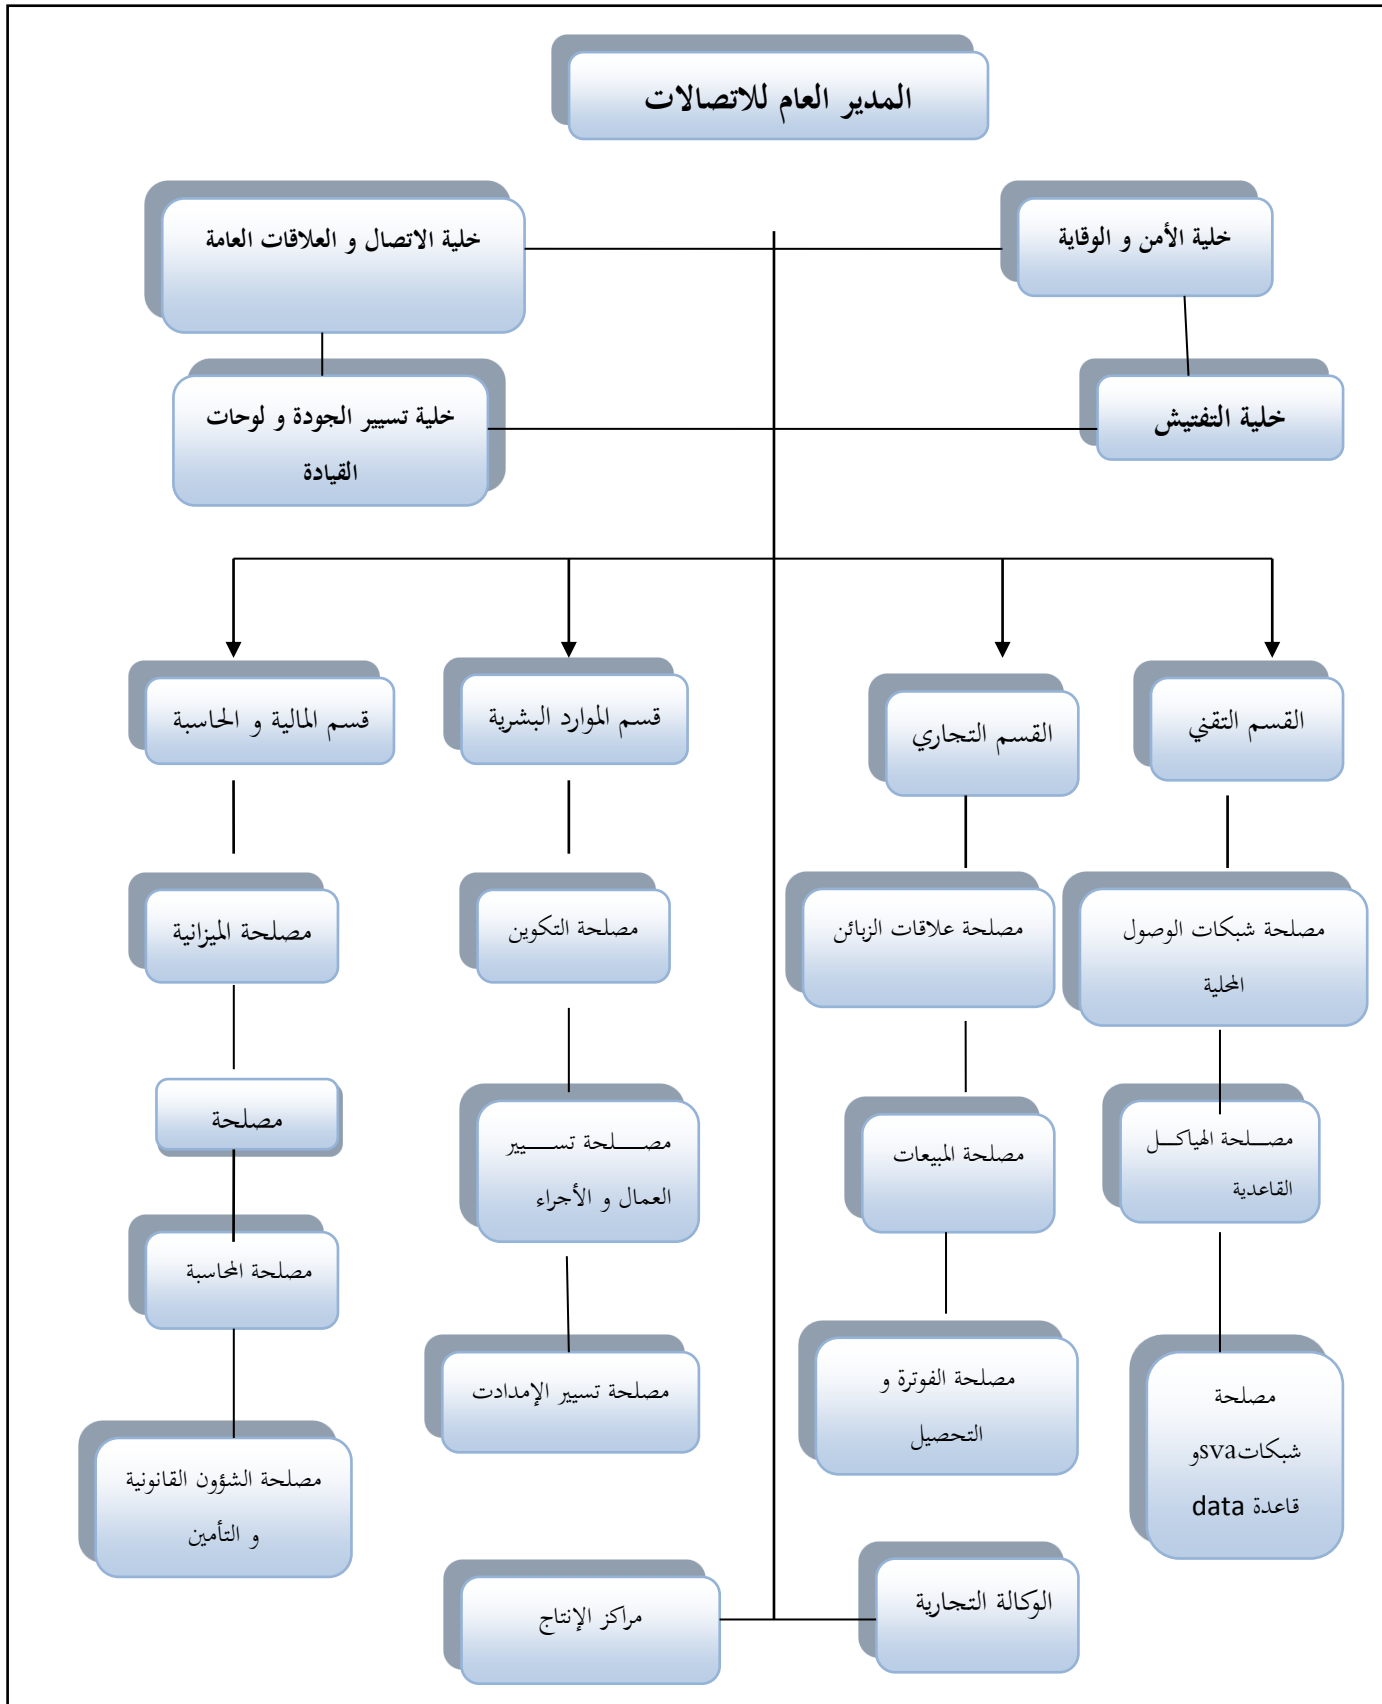 المدير العام للاتصالات
خلية الأمن و الوقاية
خلية الاتصال و العلاقات العامة
خلية التفتيش
خلية تسيير الجودة و لوحات
القيادة
القسم التقني
القسم التجاري
قسم الموارد البشرية
قسم المالية و الحاسبة
مصلحة شبكات الوصول
المحلية
مصلحة علاقات الزبائن
مصلحة التكوين
مصلحة الميزانية
مصلحة الهياكل
القاعدية
مصلحة المبيعات
مصلحة تسيير
العمال و الأجراء
مصلحة
مصلحة المحاسبة
مصلحة
شبكاتsvaو
قاعدة data
مصلحة الفوترة و
التحصيل
مصلحة تسيير الإمدادت
مصلحة الشؤون القانونية
و التأمين
الوكالة التجارية
مراكز الإنتاج